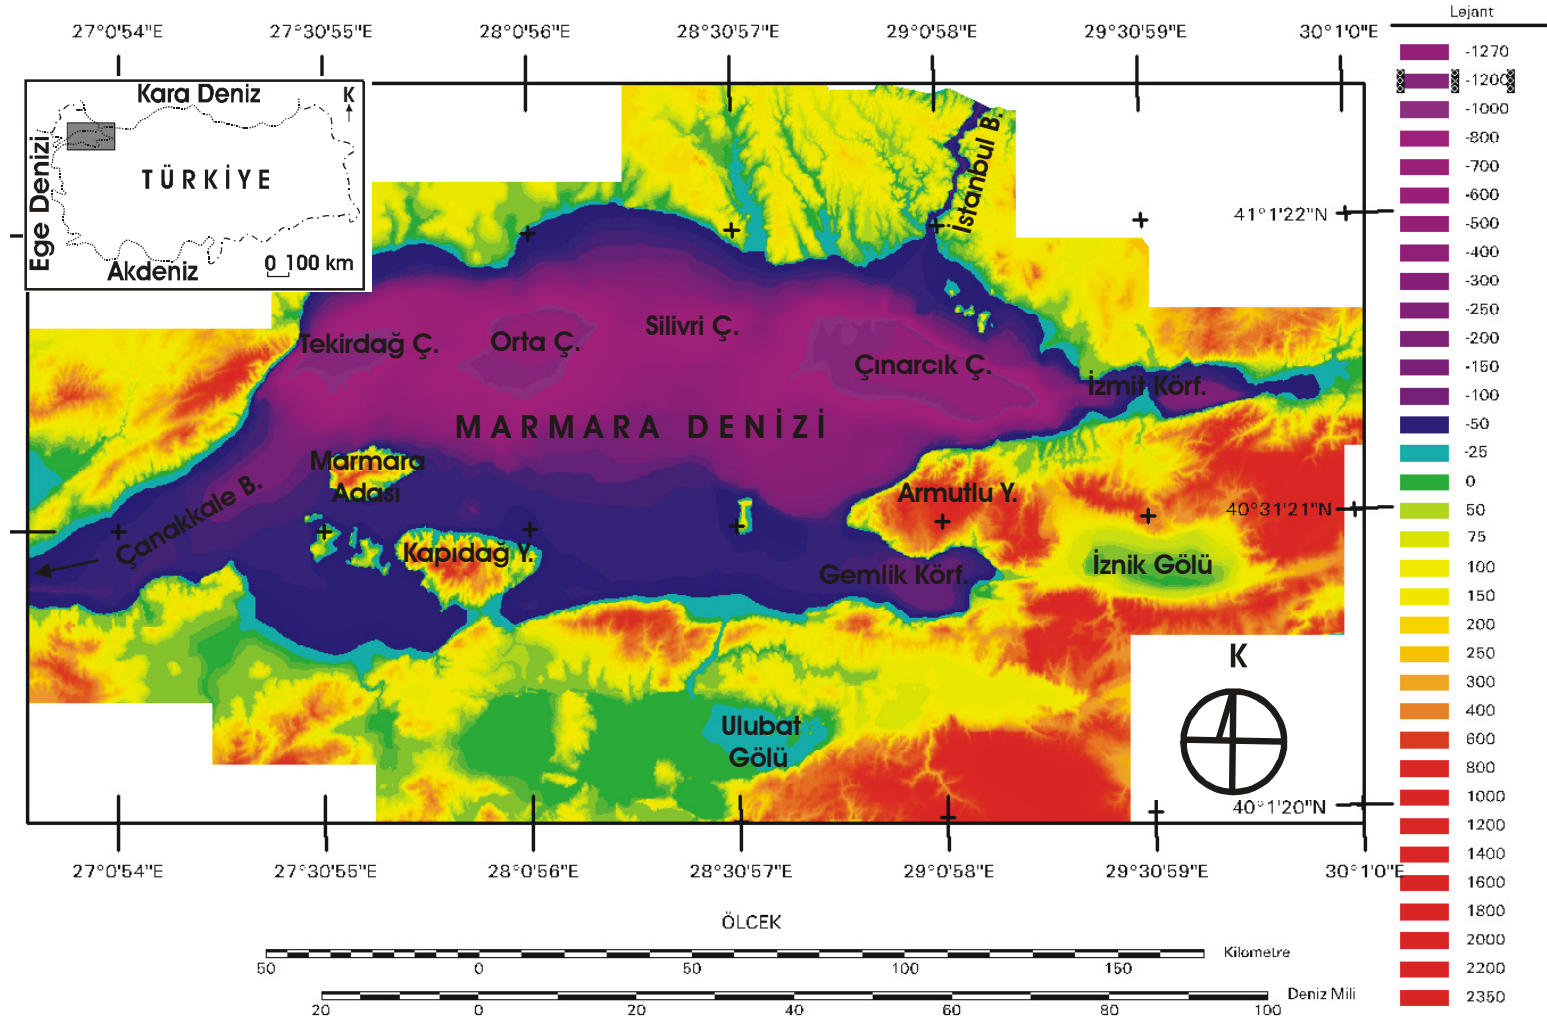 Lejant
27°0'54"E 27°30'55"E 28°0'56"E 28°30'57"E 29°0'58"E 29°30'59"E 30°1'0"E
Kara Deniz
K
Ege Denizi
TÜRKİYE
Akdeniz
0 100 km
İstanbul B.
41°1'22"N
Tekirdağ Ç.
Orta Ç.
Silivri Ç.
Çınarcık Ç.
İzmit Körf.
MARMARA DENİZİ
Marmara
Adası
Çanakkale B.
Armutlu Y.
40°31'21"N
Kapıdağ Y.
Gemlik Körf.
İznik Gölü
K
Ulubat
Gölü
40°1'20"N
27°0'54"E 27°30'55"E 28°0'56"E 28°30'57"E 29°0'58"E 29°30'59"E 30°1'0"E
ÖLCEK
Kilometre
50 0 50 100 150
Deniz Mili
20 0 20 40 60 80 100
-1270
-1200
-1000
-800
-700
-600
-500
-400
-300
-250
-200
-150
-100
-50
-25
0
50
75
100
150
200
250
300
400
600
800
1000
1200
1400
1600
1800
2000
2200
2350